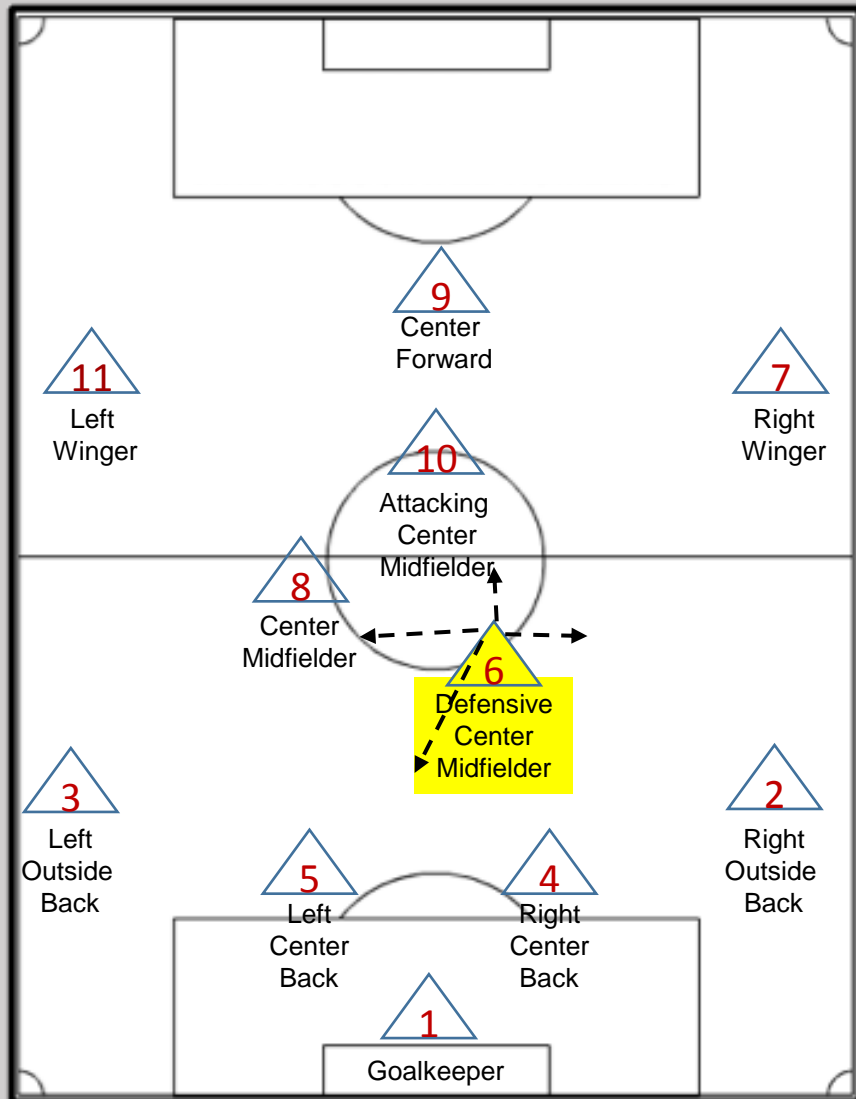 9
Center
Forward
11
Left
Winger
7
Right
Winger
10
Attacking
Center
Midfielder
8
Center
Midfielder
6
Defensive
Center
Midfielder
3
Left
Outside
Back
2
Right
Outside
Back
5
Left
Center
Back
4
Right
Center
Back
1
Goalkeeper